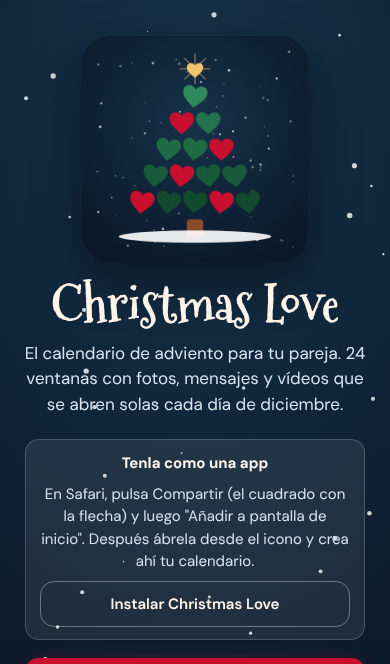 Christmas Love
El calendario de adviento para tu pareja. 24
ventanas con fotos, mensajes y vídeos que
se abren solas cada día de diciembre.
Tenla como una app
En Safari, pulsa Compartir (el cuadrado con
la flecha) y luego "Añadir a pantalla de
inicio". Después ábrela desde el icono y crea
ahí tu calendario.
Instalar Christmas Love